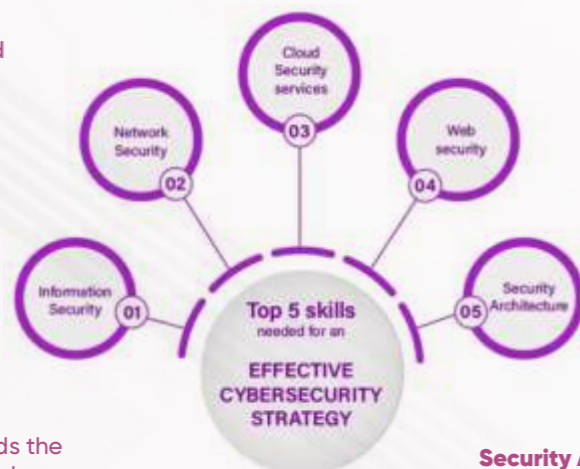 Cloud
Security
services
03
Network
Security
02
Web
security
04
Information
Security
01
Security
Architecture
05
Top 5 skills
needed for an
EFFECTIVE
CYBERSECURITY
STRATEGY
ds the
Security